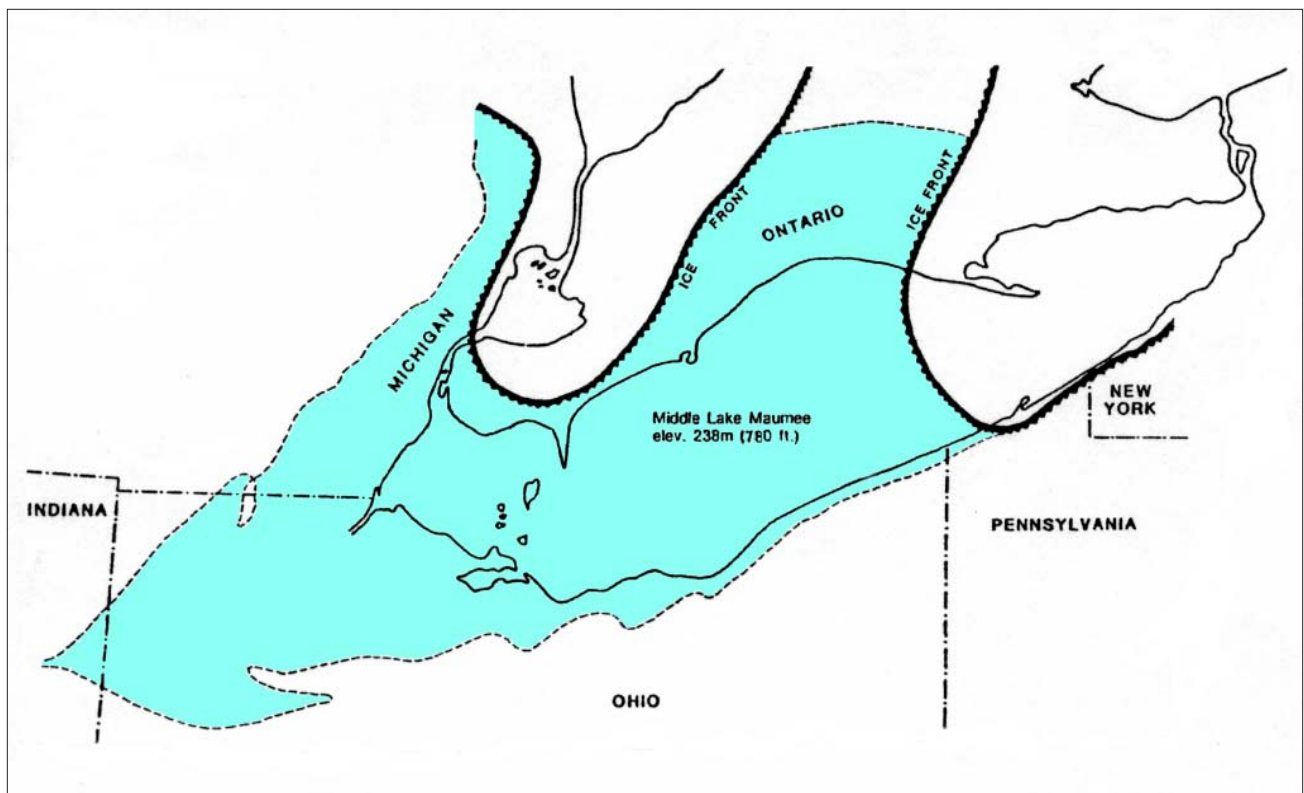 ICE FRONT
ONTARIO
ICE FRONT
MICHIGAN
Middle Lake Maumee
elev. 238m (780 ft.)
NEW
YORK
INDIANA
PENNSYLVANIA
OHIO